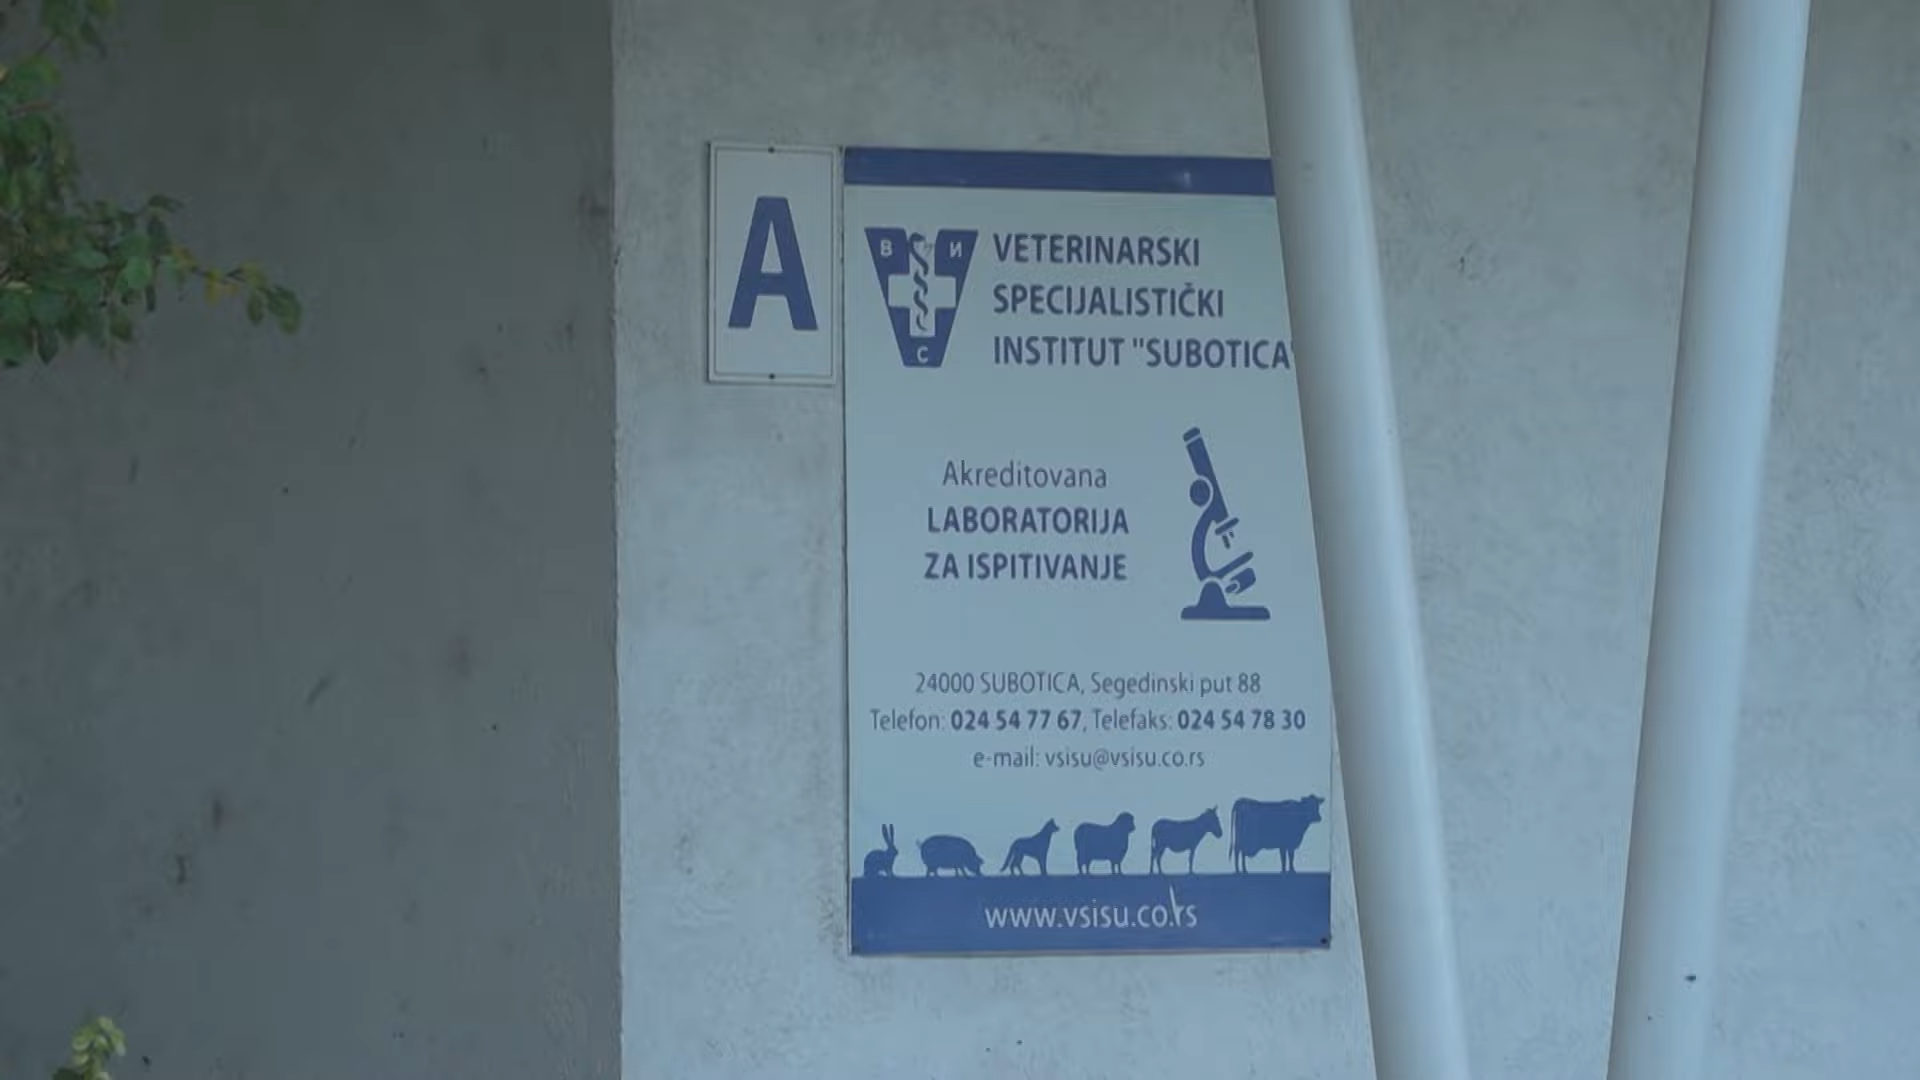 A
В И
С
VETERINARSKI
SPECIJALISTIČKI
INSTITUT "SUBOTICA"
Akreditovana
LABORATORIJA
ZA ISPITIVANJE
24000 SUBOTICA, Segedinski put 88
Telefon: 024 54 77 67, Telefaks: 024 54 78 30
e-mail: vsisu@vsisu.co.rs
www.vsisu.co.rs